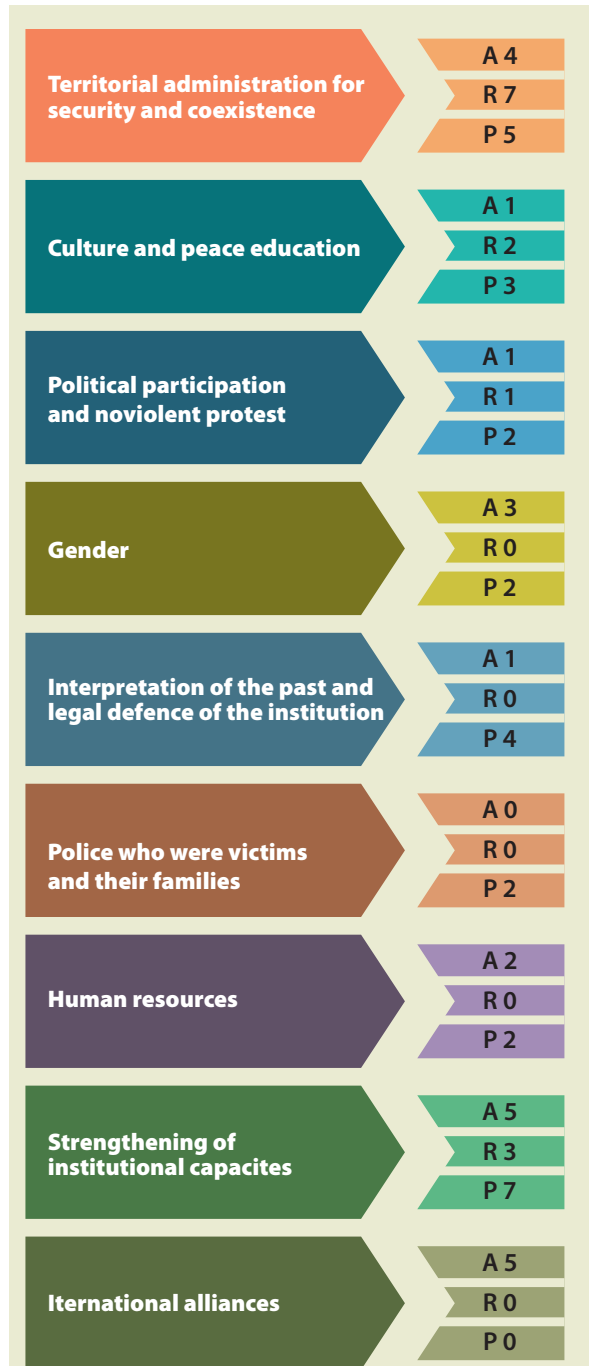 Territorial administration for
security and coexistence
A 4
R 7
P 5
Culture and peace education
A 1
R 2
P 3
Political participation
and noviolent protest
A 1
R 1
P 2
Gender
A 3
R 0
P 2
Interpretation of the past and
legal defence of the institution
A 1
R 0
P 4
Police who were victims
and their families
A 0
R 0
P 2
Human resources
A 2
R 0
P 2
Strengthening of
institutional capacites
A 5
R 3
P 7
Iternational alliances
A 5
R 0
P 0